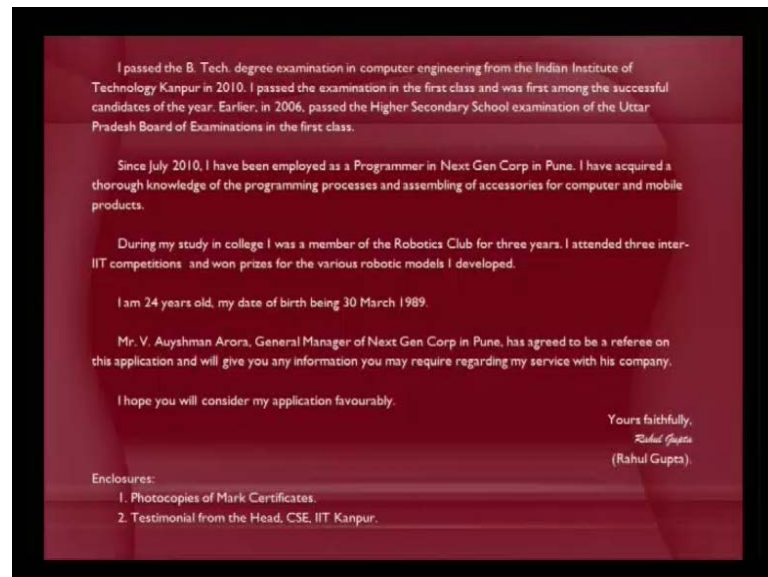 I passed the B. Tech. degree examination in computer engineering from the Indian Institute of
Technology Kanpur in 2010. I passed the examination in the first class and was first among the successful
candidates of the year. Earlier, in 2006, passed the Higher Secondary School examination of the Uttar
Pradesh Board of Examinations in the first class.
Since July 2010, I have been employed as a Programmer in Next Gen Corp in Pune. I have acquired a
thorough knowledge of the programming processes and assembling of accessories for computer and mobile
products.
During my study in college I was a member of the Robotics Club for three years. I attended three inter-
IIT competitions and won prizes for the various robotic models I developed.
I am 24 years old, my date of birth being 30 March 1989.
Mr. V. Auyshman Arora, General Manager of Next Gen Corp in Pune, has agreed to be a referee on
this application and will give you any information you may require regarding my service with his company.
I hope you will consider my application favourably.
Yours faithfully,
Rahul Gupta
(Rahul Gupta).
Enclosures:
1. Photocopies of Mark Certificates.
2. Testimonial from the Head, CSE, IIT Kanpur.